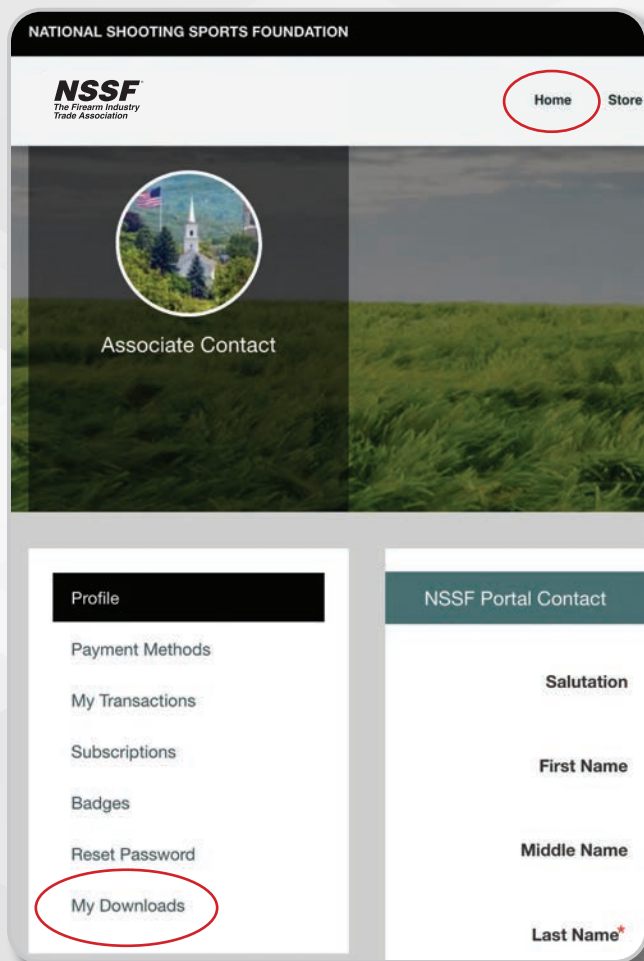 NATIONAL SHOOTING SPORTS FOUNDATION
NSSF
The Firearm Industry
Trade Association
Home
Store
Associate Contact
Profile
Payment Methods
My Transactions
Subscriptions
Badges
Reset Password
My Downloads
NSSF Portal Contact
Salutation
First Name
Middle Name
Last Name*